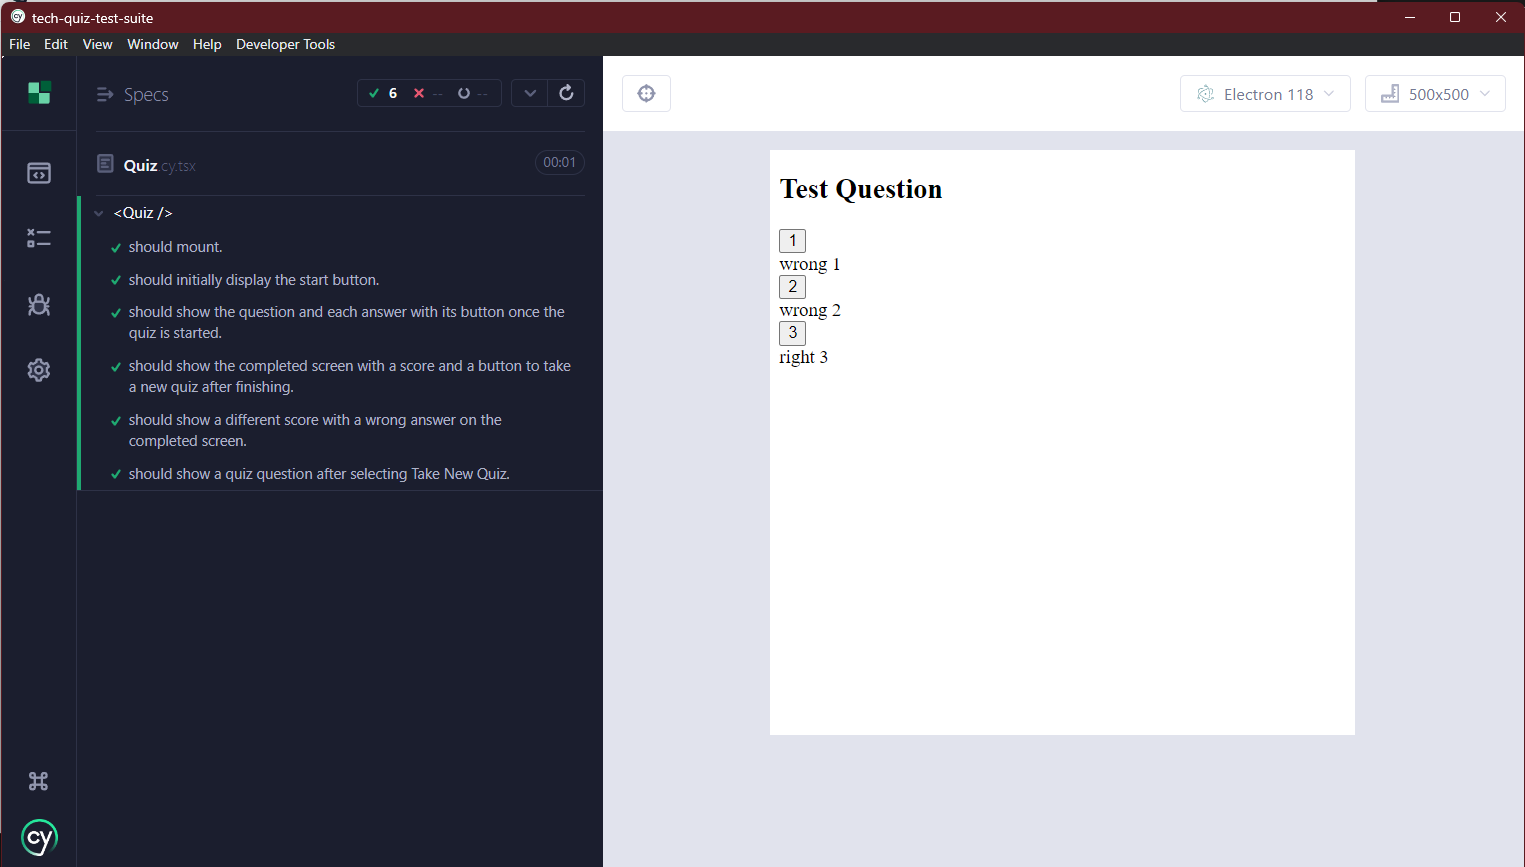 tech-quiz-test-suite
File Edit View Window Help Developer Tools
Specs
6 -- --
Quiz.cy.tsx
00:01
<Quiz />
should mount.
should initially display the start button.
should show the question and each answer with its button once the
quiz is started.
should show the completed screen with a score and a button to take
a new quiz after finishing.
should show a different score with a wrong answer on the
completed screen.
should show a quiz question after selecting Take New Quiz.
cy
Electron 118
500x500
Test Question
1
wrong 1
2
wrong 2
3
right 3